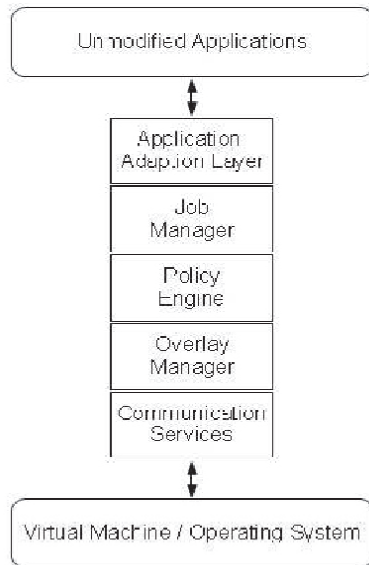 Unmodified Applications
Application
Adaption Layer
Job
Manager
Policy
Engine
Overlay
Manager
Communication
Services
Virtual Machine / Operating System